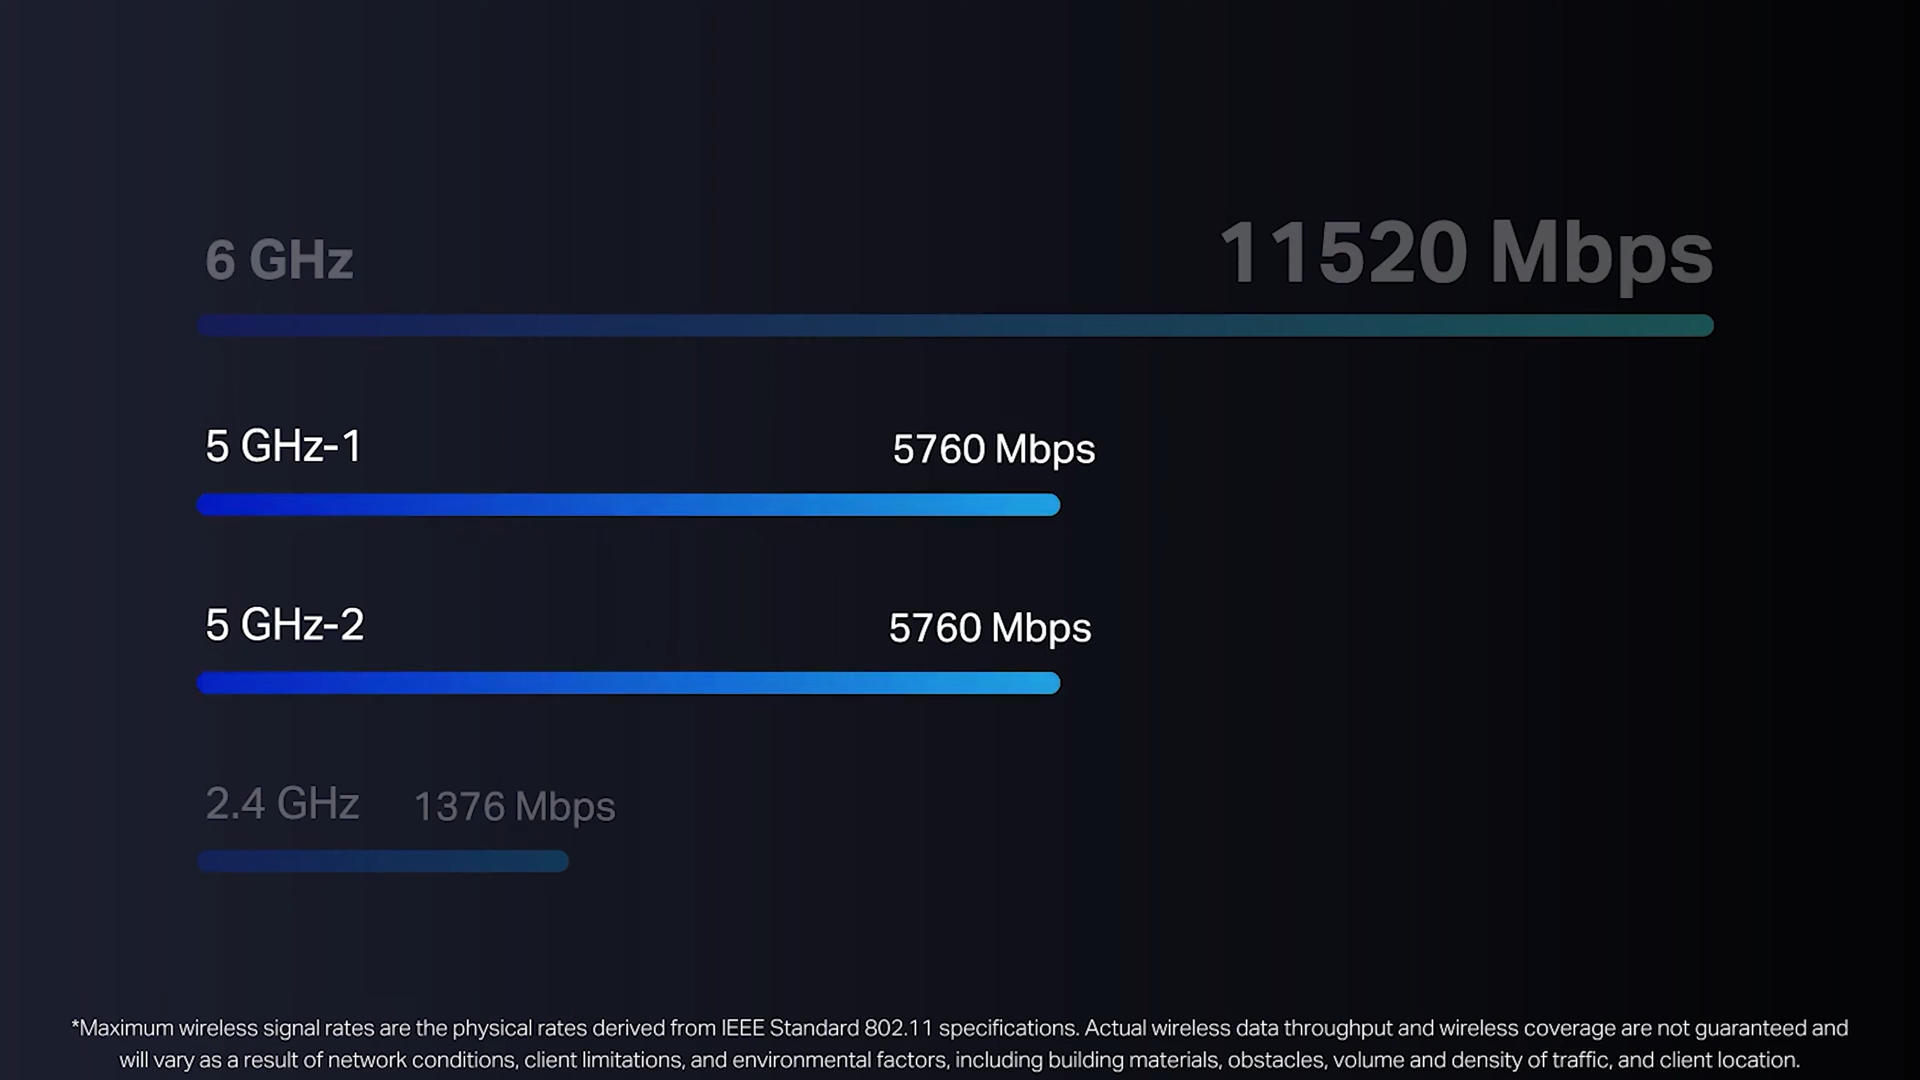 6 GHz 11520 Mbps
5 GHz-1 5760 Mbps
5 GHz-2 5760 Mbps
2.4 GHz 1376 Mbps
*Maximum wireless signal rates are the physical rates derived from IEEE Standard 802.11 specifications. Actual wireless data throughput and wireless coverage are not guaranteed and
will vary as a result of network conditions, client limitations, and environmental factors, including building materials, obstacles, volume and density of traffic, and client location.